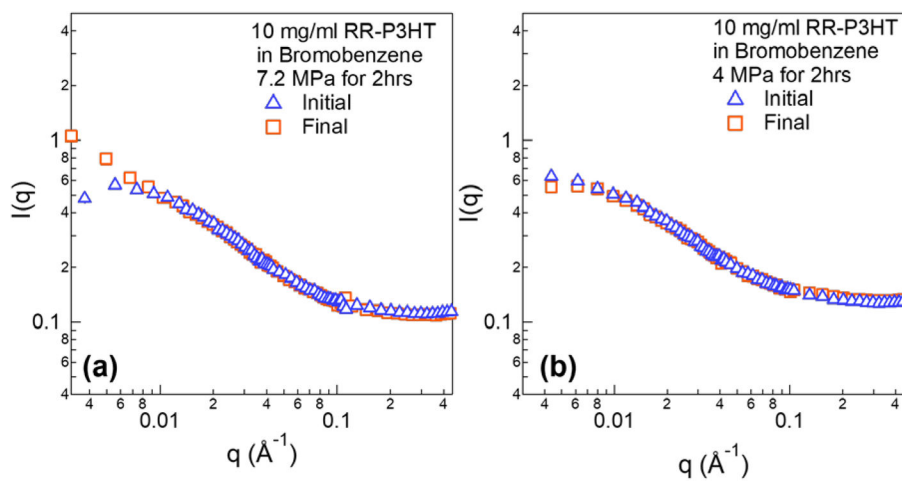 10 mg/ml RR-P3HT
in Bromobenzene
7.2 MPa for 2hrs
Initial
Final
I(q)
4
2
1
8
6
4
2
0.1
8
6
4
4 6 8 0.01 2 4 6 8 0.1 2 4
q (Å⁻¹)
(a)
10 mg/ml RR-P3HT
in Bromobenzene
4 MPa for 2hrs
Initial
Final
I(q)
4
2
1
8
6
4
2
0.1
8
6
4
4 6 8 0.01 2 4 6 8 0.1 2 4
q (Å⁻¹)
(b)